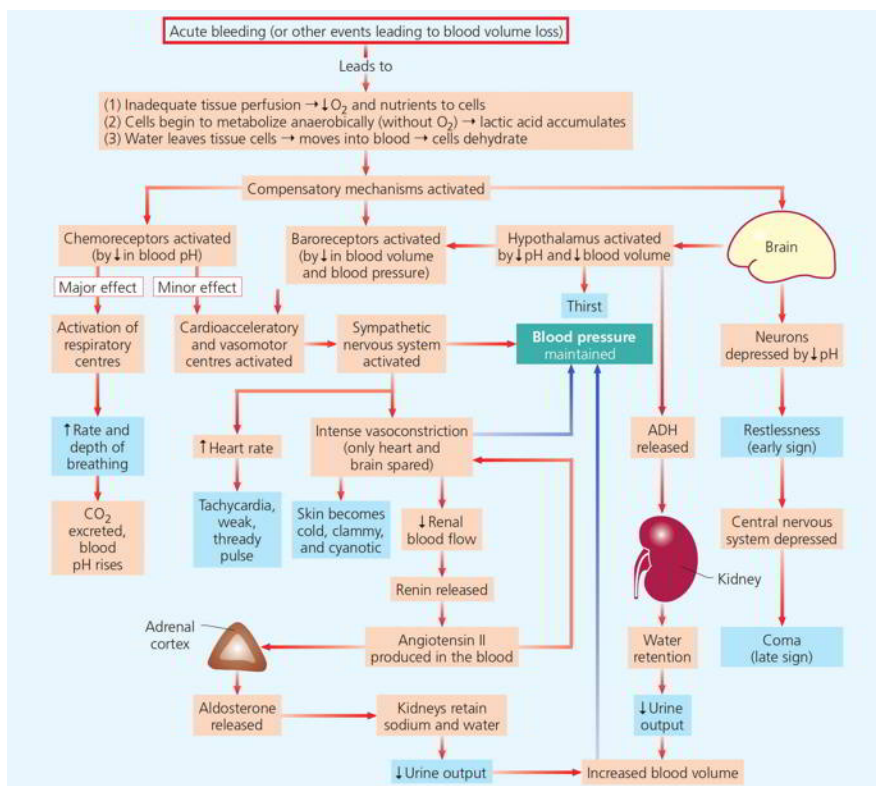 Acute bleeding (or other events leading to blood volume loss)
Leads to
(1) Inadequate tissue perfusion → ↓O₂ and nutrients to cells
(2) Cells begin to metabolize anaerobically (without O₂) → lactic acid accumulates
(3) Water leaves tissue cells → moves into blood → cells dehydrate
Compensatory mechanisms activated
Chemoreceptors activated
(by↓in blood pH)
Baroreceptors activated
(by↓in blood volume
and blood pressure)
Hypothalamus activated
by↓pH and↓blood volume
Brain
Major effect
Minor effect
Thirst
Activation of
respiratory
centres
Cardioacceleratory
and vasomotor
centres activated
Sympathetic
nervous system
activated
Blood pressure
maintained
Neurons
depressed by↓pH
↑Rate and
depth of
breathing
↑Heart rate
Intense vasoconstriction
(only heart and
brain spared)
ADH
released
Restlessness
(early sign)
CO₂
excreted,
blood
pH rises
Tachycardia,
weak,
thready
pulse
Skin becomes
cold, clammy,
and cyanotic
↓Renal
blood flow
Central nervous
system depressed
Kidney
Renin released
Adrenal
cortex
Angiotensin II
produced in the blood
Water
retention
Coma
(late sign)
Aldosterone
released
Kidneys retain
sodium and water
↓Urine
output
↓Urine output
Increased blood volume